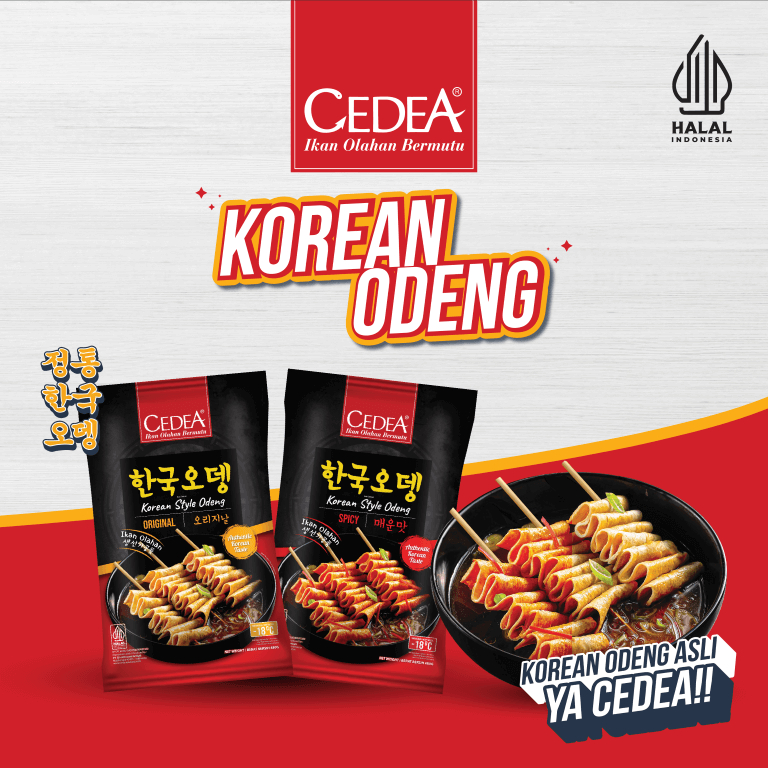 CEDEA®
Ikan Olahan Bermutu
HALAL
INDONESIA
KOREAN
ODENG
정통
한국
오뎅
CEDEA®
Ikan Olahan Bermutu
한국오뎅
Korean Style Odeng
ORIGINAL | 오리지날
Ikan Olahan
Authentic
Korean
Taste
-18°C
CEDEA®
Ikan Olahan Bermutu
한국오뎅
Korean Style Odeng
SPICY | 매운맛
Ikan Olahan
Authentic
Korean
Taste
-18°C
KOREAN ODENG ASLI
YA CEDEA!!